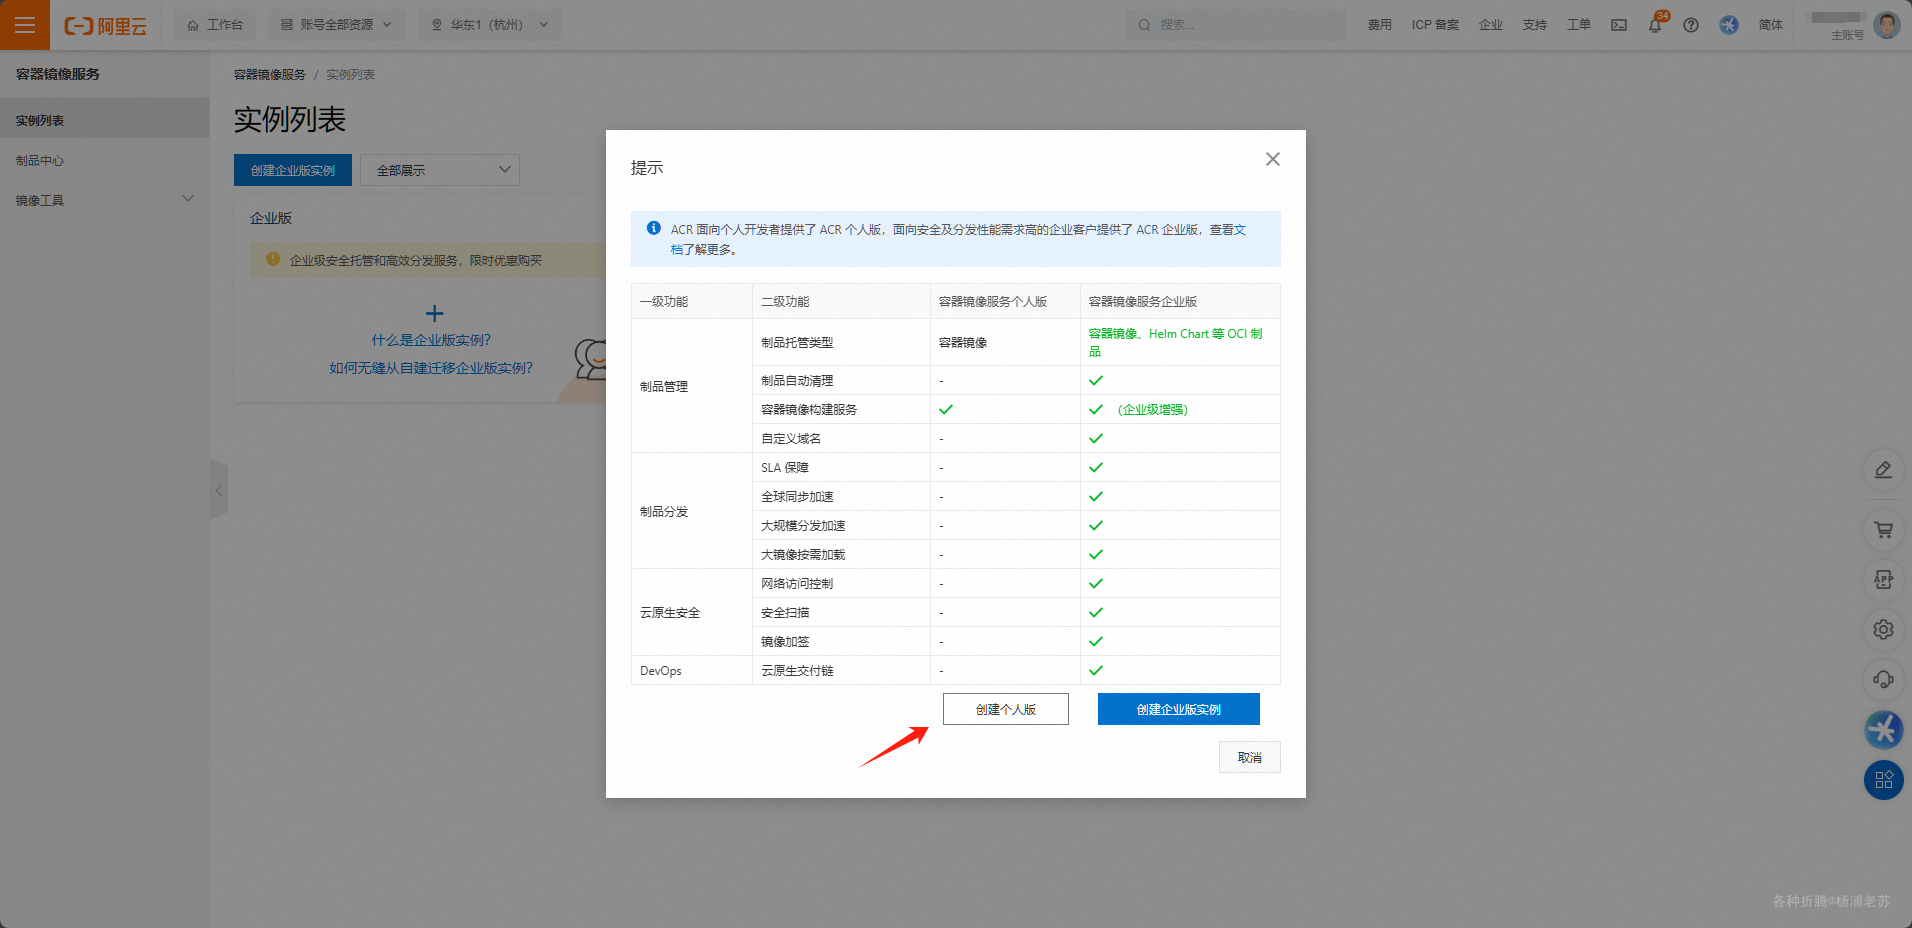 阿里云
工作台
账号全部资源
华东1（杭州）
搜索...
费用
ICP 备案
企业
支持
工单
34
简体
主账号
容器镜像服务
实例列表
制品中心
镜像工具
容器镜像服务 / 实例列表
实例列表
创建企业版实例
全部展示
企业版
企业级安全托管和高效分发服务，限时优惠购买
什么是企业版实例？
如何无缝从自建迁移企业版实例？
提示
ACR 面向个人开发者提供了 ACR 个人版，面向安全及分发性能需求高的企业客户提供了 ACR 企业版，查看文
档了解更多。
一级功能 二级功能 容器镜像服务个人版 容器镜像服务企业版
制品管理 制品托管类型 容器镜像 容器镜像、Helm Chart 等 OCI 制
品
制品自动清理 - ✓
容器镜像构建服务 ✓ ✓ （企业级增强）
自定义域名 - ✓
制品分发 SLA 保障 - ✓
全球同步加速 - ✓
大规模分发加速 - ✓
大镜像按需加载 - ✓
云原生安全 网络访问控制 - ✓
安全扫描 - ✓
镜像加签 - ✓
DevOps 云原生交付链 - ✓
创建个人版
创建企业版实例
取消
APP
各种折腾@杨浦老苏